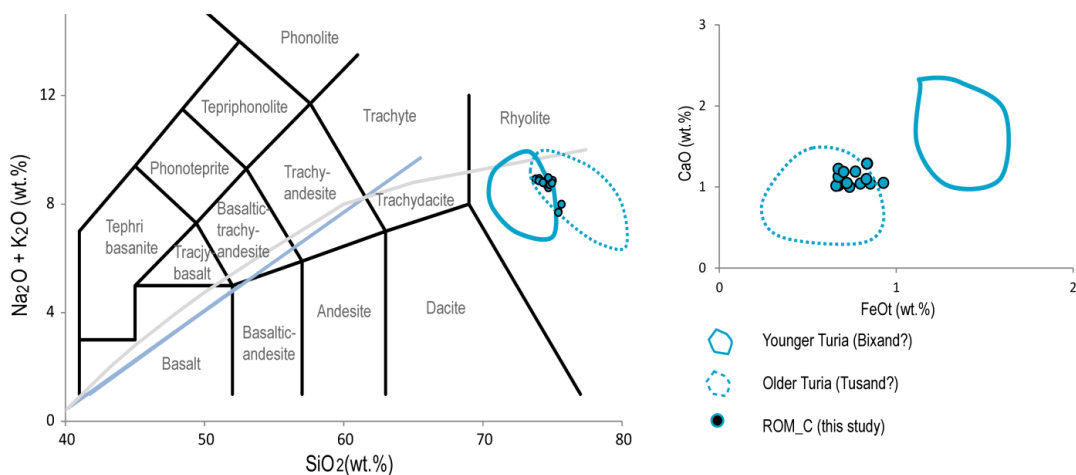 Na2O + K2O (wt.%)
12
8
4
0
40
50
60
70
80
SiO2(wt.%)
Phonolite
Tepriphonolite
Trachyte
Rhyolite
Phonoteprite
Trachy-
andesite
Basaltic-
trachy-
andesite
Trachydacite
Tephri
basanite
Tracjy-
basalt
Andesite
Dacite
Basaltic-
andesite
Basalt
CaO (wt.%)
3
2
1
0
0
1
2
FeOt (wt.%)
Younger Turia (Bixand?)
Older Turia (Tusand?)
ROM_C (this study)